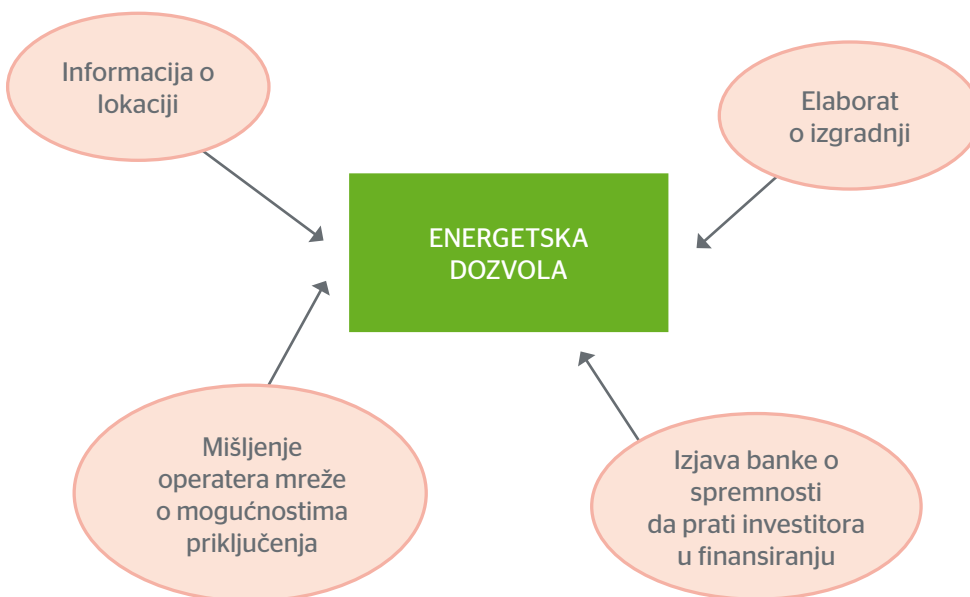 Informacija o
lokaciji
Elaborat
o izgradnji
ENERGETSKA
DOZVOLA
Mišljenje
operatera mreže
o mogućnostima
priključenja
Izjava banke o
spremnosti
da prati investitora
u finansiranju